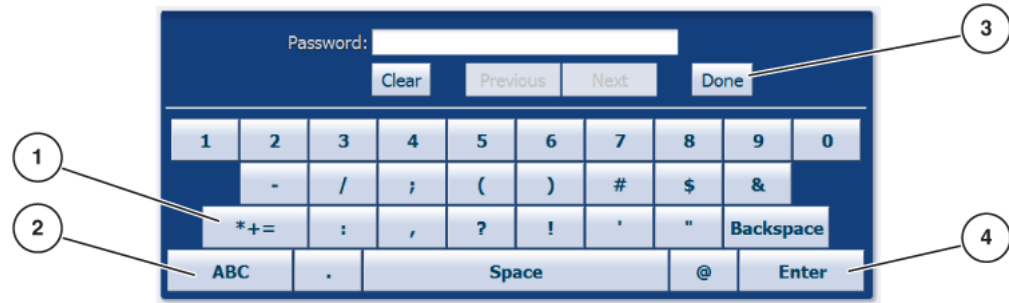 Password:
3
Clear Previous Next Done
1 2 3 4 5 6 7 8 9 0
1
- / ; ( ) # $ &
*+= : , ? ! ' " Backspace
2
4
ABC . Space @ Enter